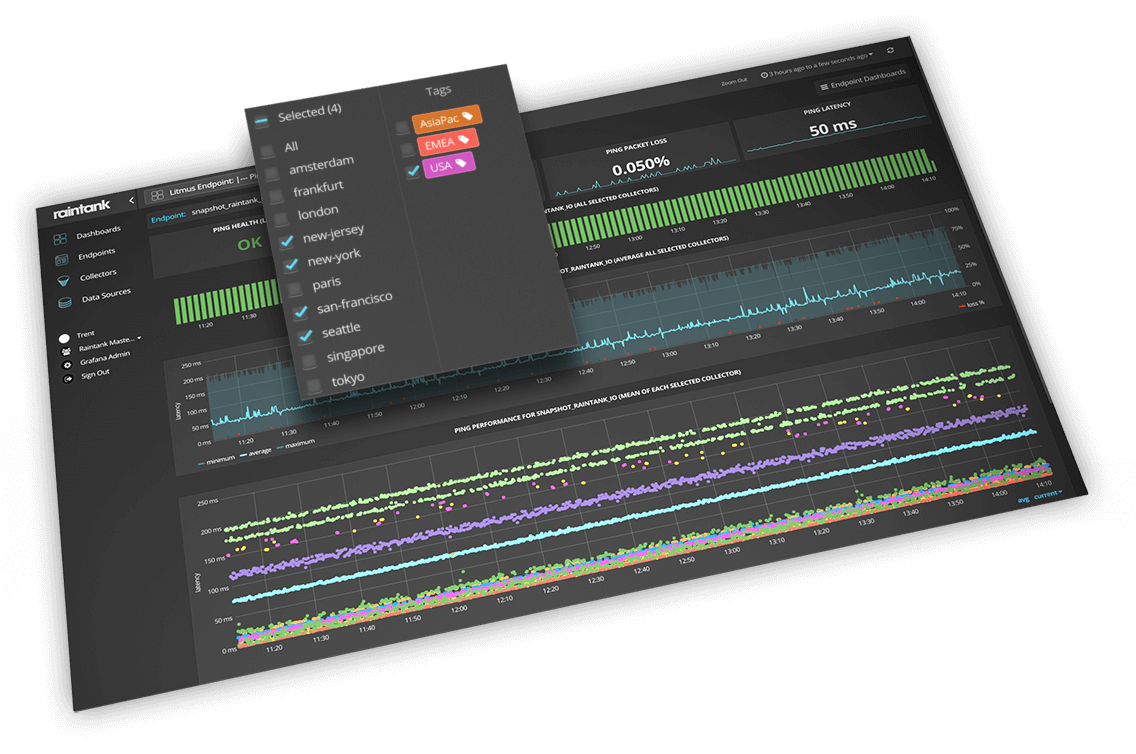 Selected (4)
All
amsterdam
frankfurt
london
new-jersey
new-york
paris
san-francisco
seattle
singapore
tokyo
Tags
AsiaPac
EMEA
USA
Zoom Out
3 hours ago to a few seconds ago
Endpoint Dashboards
raintank
Dashboards
Endpoints
Collectors
Data Sources
Trent
Raintank Maste...
Grafana Admin
Sign Out
Litmus Endpoint: |--- Pi
Endpoint: snapshot_raintank_
PING HEALTH (L
OK
PING PACKET LOSS
0.050%
PING LATENCY
50 ms
NTANK_IO (ALL SELECTED COLLECTORS)
11:20
11:30
12:50
13:00
13:10
13:20
13:30
13:40
13:50
14:00
14:10
SHOT_RAINTANK_IO (AVERAGE ALL SELECTED COLLECTORS)
latency
250 ms
200 ms
150 ms
100 ms
50 ms
0 ms
100%
75%
50%
25%
0%
11:20
11:30
11:40
11:50
12:00
12:10
12:20
12:30
12:40
12:50
13:00
13:10
13:20
13:30
13:40
13:50
14:00
14:10
minimum
average
maximum
loss %
PING PERFORMANCE FOR SNAPSHOT_RAINTANK_IO (MEAN OF EACH SELECTED COLLECTOR)
latency
250 ms
200 ms
150 ms
100 ms
50 ms
0 ms
11:20
11:30
11:40
11:50
12:00
12:10
12:20
12:30
12:40
12:50
13:00
13:10
13:20
13:30
13:40
13:50
14:00
14:10
avg current